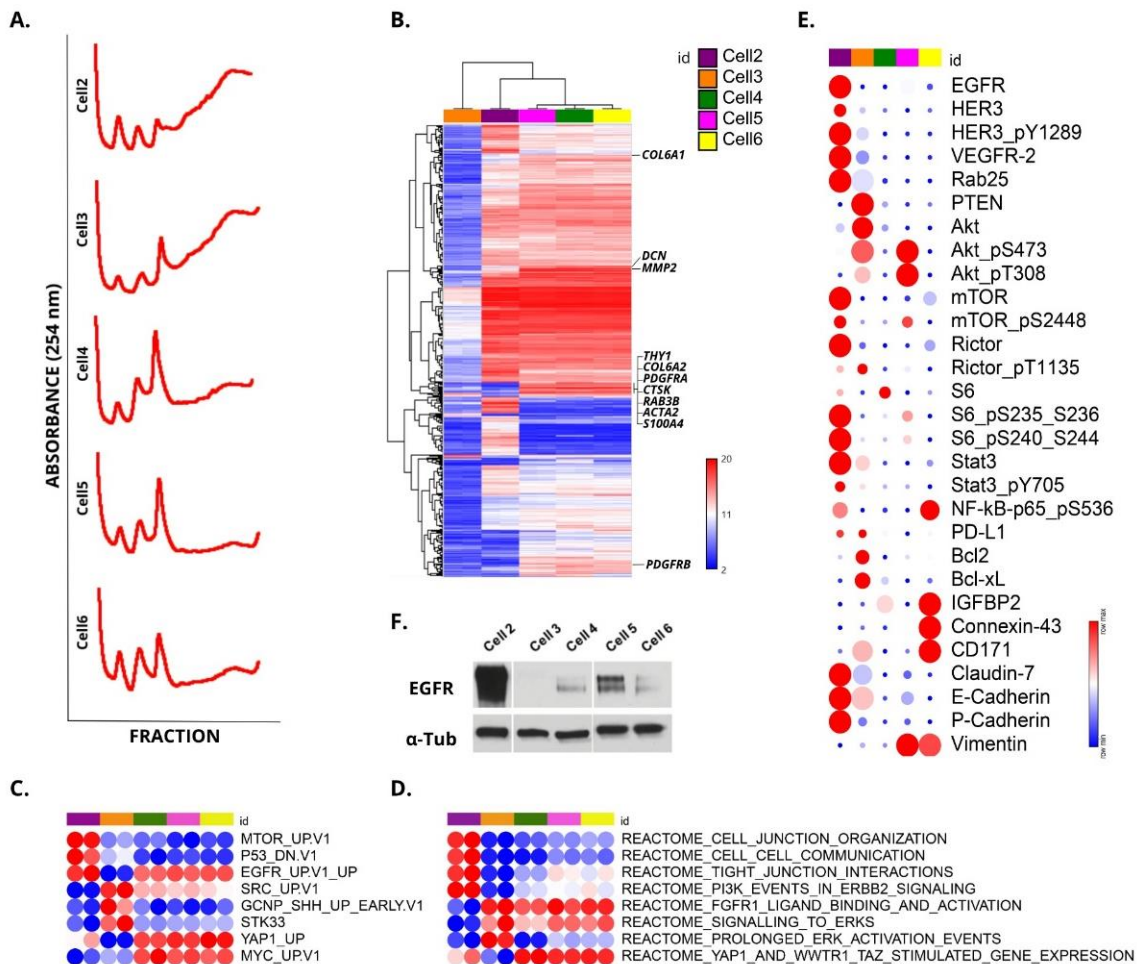 A.
Cell2
Cell3
Cell4
Cell5
Cell6
ABSORBANCE (254 nm)
FRACTION
B.
id
Cell2
Cell3
Cell4
Cell5
Cell6
COL6A1
DCN
MMP2
THY1
COL6A2
PDGFRA
CTSK
RAB3B
ACTA2
S100A4
PDGFRB
20
11
2
F.
Cell 2
Cell 3
Cell 4
Cell 5
Cell 6
EGFR
α-Tub
E.
id
EGFR
HER3
HER3_pY1289
VEGFR-2
Rab25
PTEN
Akt
Akt_pS473
Akt_pT308
mTOR
mTOR_pS2448
Rictor
Rictor_pT1135
S6
S6_pS235_S236
S6_pS240_S244
Stat3
Stat3_pY705
NF-kB-p65_pS536
PD-L1
Bcl2
Bcl-xL
IGFBP2
Connexin-43
CD171
Claudin-7
E-Cadherin
P-Cadherin
Vimentin
row max
row min
C.
id
MTOR_UP.V1
P53_DN.V1
EGFR_UP.V1_UP
SRC_UP.V1
GCNP_SHH_UP_EARLY.V1
STK33
YAP1_UP
MYC_UP.V1
D.
id
REACTOME_CELL_JUNCTION_ORGANIZATION
REACTOME_CELL_CELL_COMMUNICATION
REACTOME_TIGHT_JUNCTION_INTERACTIONS
REACTOME_PI3K_EVENTS_IN_ERBB2_SIGNALING
REACTOME_FGFR1_LIGAND_BINDING_AND_ACTIVATION
REACTOME_SIGNALLING_TO_ERKS
REACTOME_PROLONGED_ERK_ACTIVATION_EVENTS
REACTOME_YAP1_AND_WWTR1_TAZ_STIMULATED_GENE_EXPRESSION